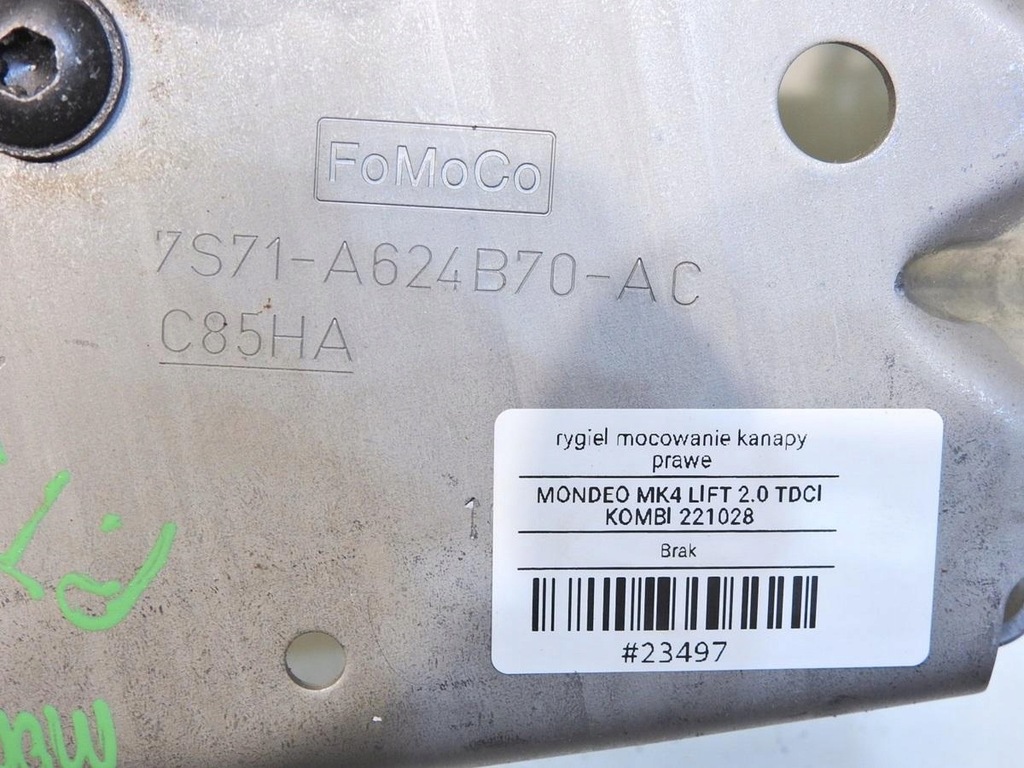 FoMoCo
7S71-A624B70-AC
C85HA
rygiel mocowanie kanapy
prawe
MONDEO MK4 LIFT 2.0 TDCI
KOMBI 221028
Brak
#23497